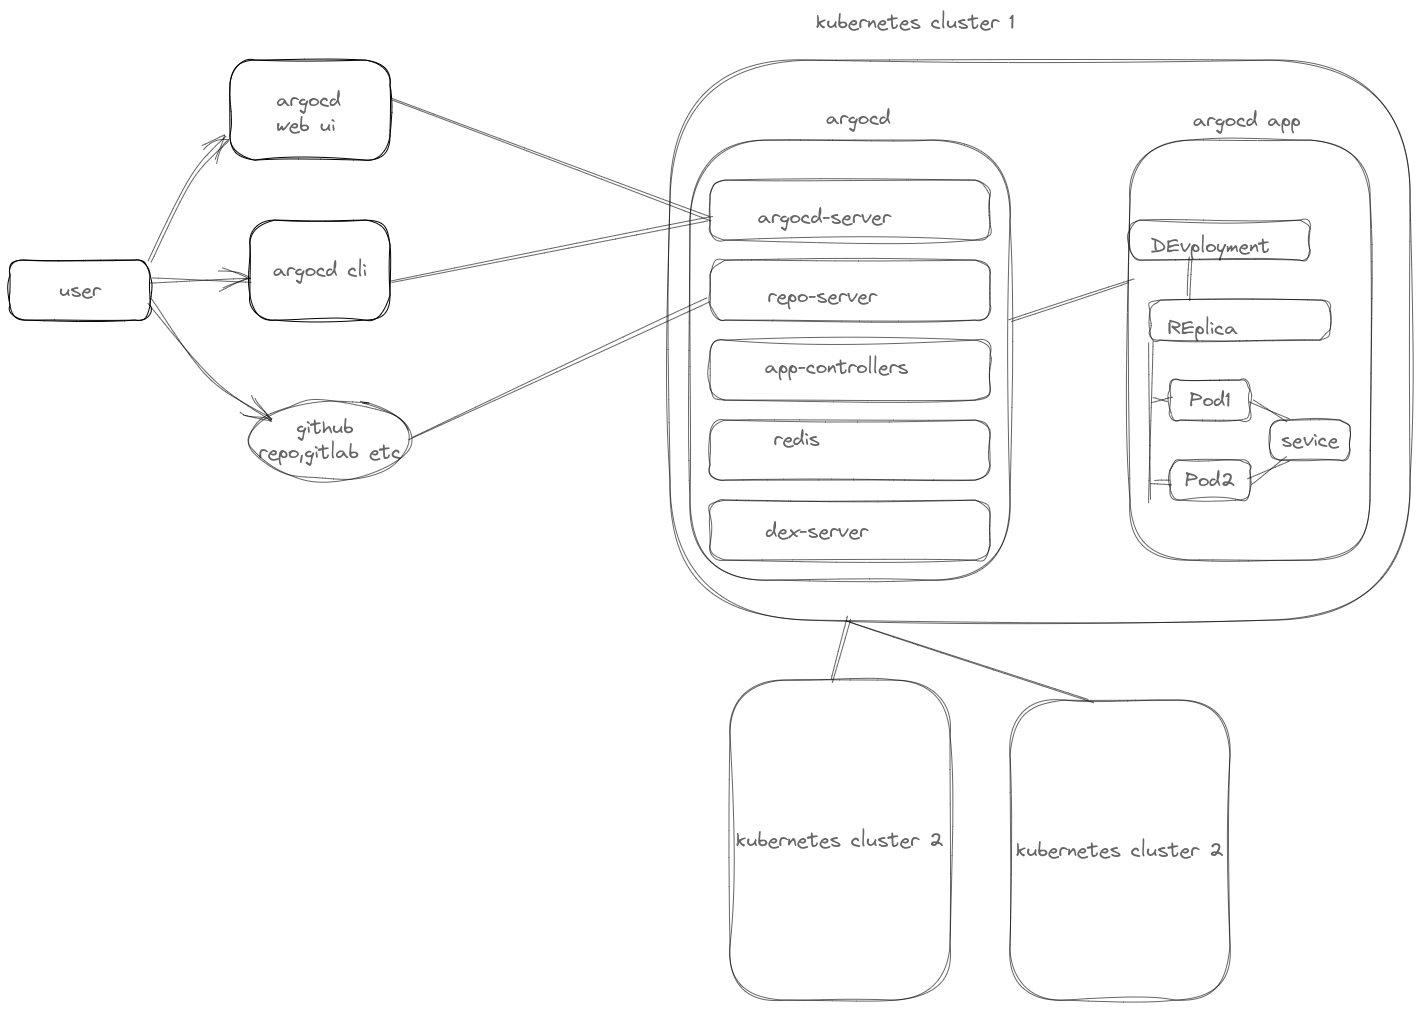 kubernetes cluster 1
argocd
web ui
argocd cli
user
github
repo,gitlab etc
argocd
argocd-server
repo-server
app-controllers
redis
dex-server
argocd app
DEvployment
REplica
Pod1
sevice
Pod2
kubernetes cluster 2
kubernetes cluster 2